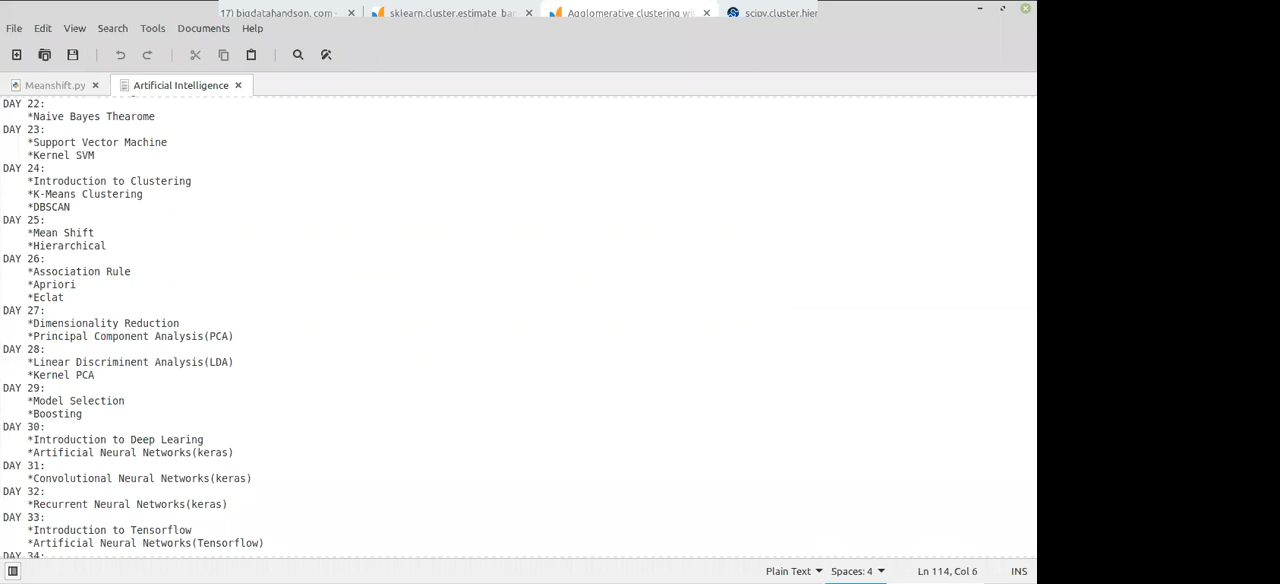 17) bigdatahandson. com - sklearn.cluster.estimate_ban Agglomerative clustering wi scipy.cluster.hier
File Edit View Search Tools Documents Help
Meanshift.py Artificial Intelligence
DAY 22:
*Naive Bayes Thearome
DAY 23:
*Support Vector Machine
*Kernel SVM
DAY 24:
*Introduction to Clustering
*K-Means Clustering
*DBSCAN
DAY 25:
*Mean Shift
*Hierarchical
DAY 26:
*Association Rule
*Apriori
*Eclat
DAY 27:
*Dimensionality Reduction
*Principal Component Analysis(PCA)
DAY 28:
*Linear Discriminent Analysis(LDA)
*Kernel PCA
DAY 29:
*Model Selection
*Boosting
DAY 30:
*Introduction to Deep Learing
*Artificial Neural Networks(keras)
DAY 31:
*Convolutional Neural Networks(keras)
DAY 32:
*Recurrent Neural Networks(keras)
DAY 33:
*Introduction to Tensorflow
*Artificial Neural Networks(Tensorflow)
DAY 34:
Plain Text Spaces: 4 Ln 114, Col 6 INS